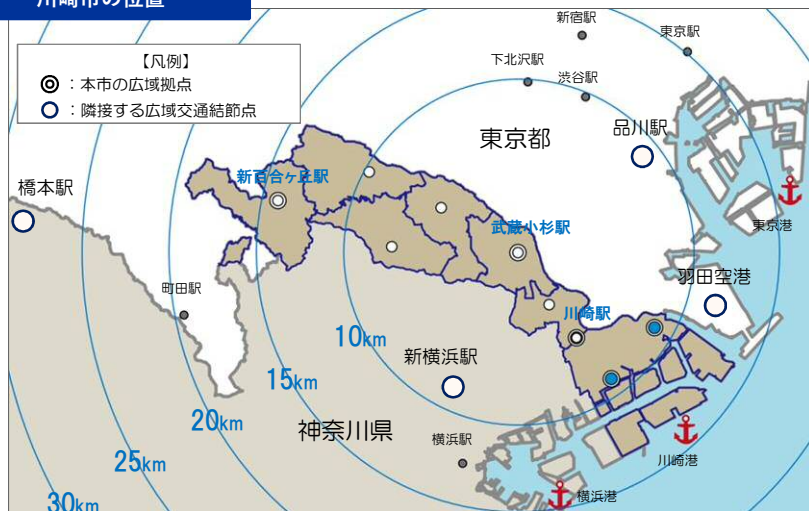 川崎市の位置
【凡例】
：本市の広域拠点
：隣接する広域交通結節点
新宿駅
東京駅
下北沢駅
渋谷駅
東京都
品川駅
橋本駅
新百合ヶ丘駅
武蔵小杉駅
東京港
羽田空港
町田駅
川崎駅
10km
新横浜駅
15km
20km
神奈川県
横浜駅
25km
川崎港
30km
横浜港